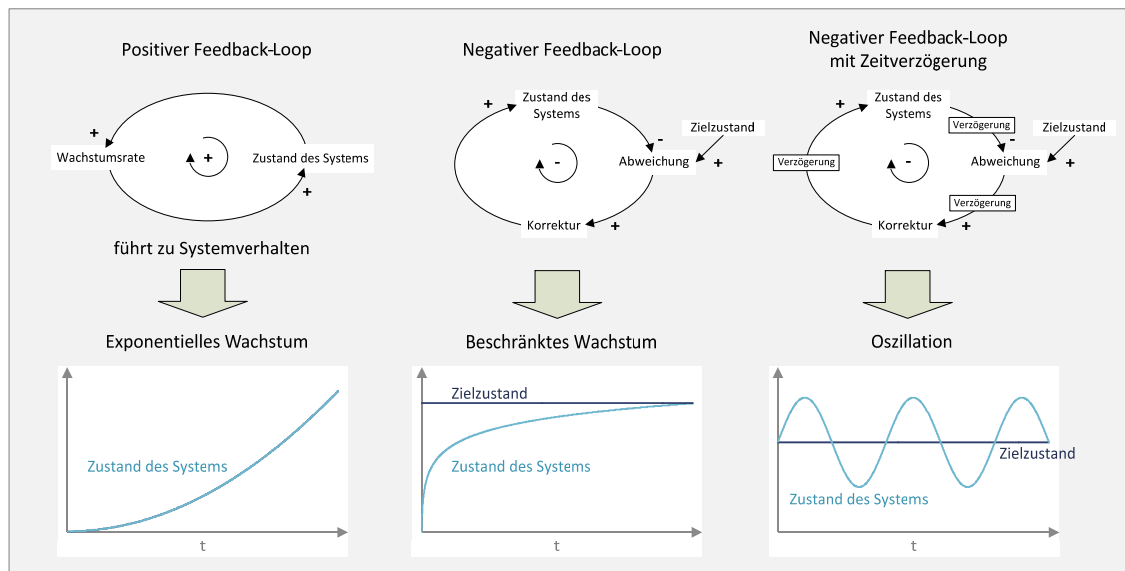 Positiver Feedback-Loop
+
Wachstumsrate
+
Zustand des Systems
+
führt zu Systemverhalten
Exponentielles Wachstum
Zustand des Systems
t
Negativer Feedback-Loop
+
Zustand des
Systems
-
Zielzustand
Abweichung
+
-
Korrektur
+
Beschränktes Wachstum
Zielzustand
Zustand des Systems
t
Negativer Feedback-Loop
mit Zeitverzögerung
+
Zustand des
Systems
Verzögerung
-
Zielzustand
Verzögerung
-
Abweichung
+
Verzögerung
Korrektur
+
Oszillation
Zielzustand
Zustand des Systems
t